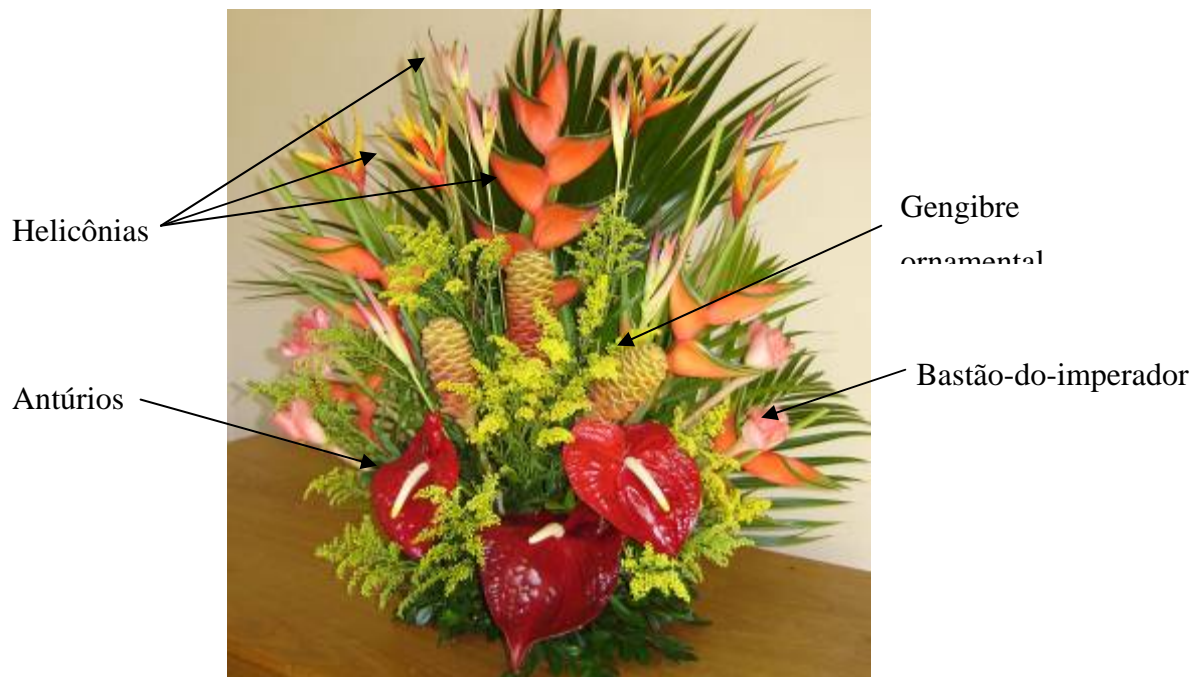 Helicônias
Gengibre
ornamental
Antúrios
Bastão-do-imperador